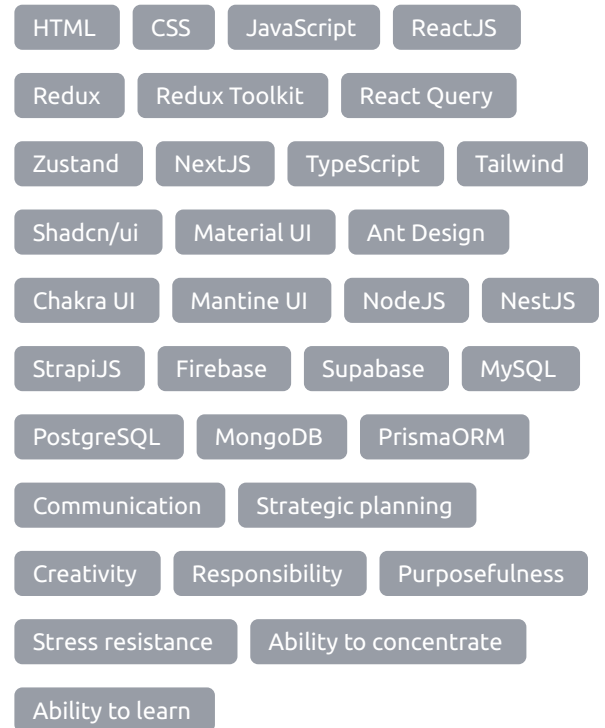 HTML CSS JavaScript ReactJS
Redux Redux Toolkit React Query
Zustand NextJS TypeScript Tailwind
Shadcn/ui Material UI Ant Design
Chakra UI Mantine UI NodeJS NestJS
StrapiJS Firebase Supabase MySQL
PostgreSQL MongoDB PrismaORM
Communication Strategic planning
Creativity Responsibility Purposefulness
Stress resistance Ability to concentrate
Ability to learn